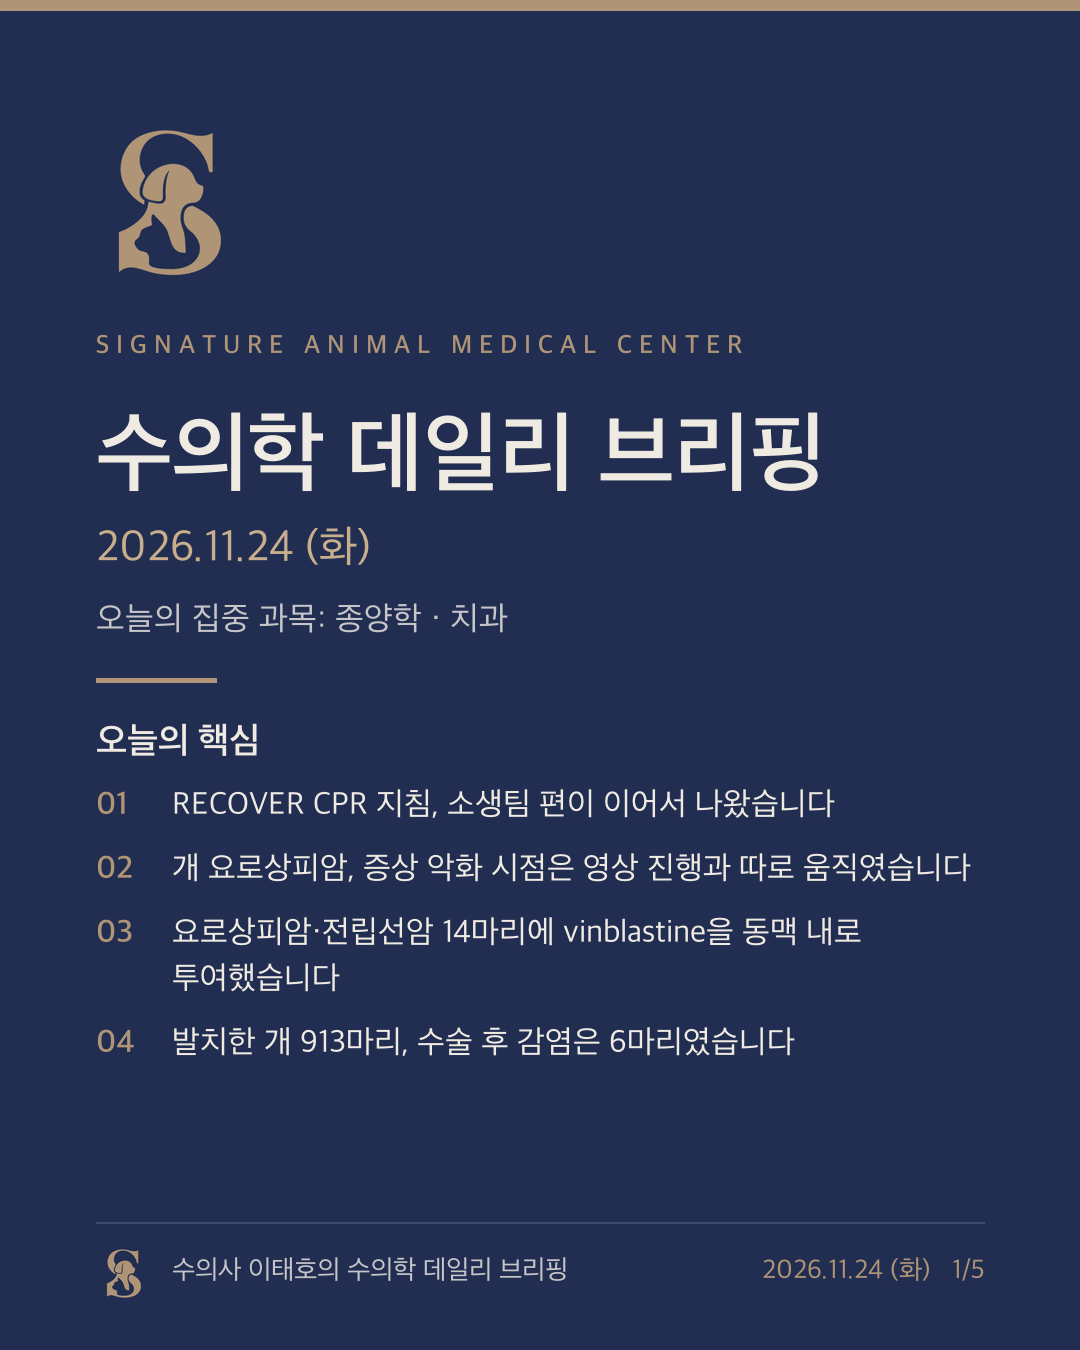 SIGNATURE ANIMAL MEDICAL CENTER
수의학 데일리 브리핑
2026.11.24 (화)
오늘의 집중 과목: 종양학 · 치과
오늘의 핵심
01 RECOVER CPR 지침, 소생팀 편이 이어서 나왔습니다
02 개 요로상피암, 증상 악화 시점은 영상 진행과 따로 움직였습니다
03 요로상피암·전립선암 14마리에 vinblastine을 동맥 내로
투여했습니다
04 발치한 개 913마리, 수술 후 감염은 6마리였습니다
수의사 이태호의 수의학 데일리 브리핑 2026.11.24 (화) 1/5